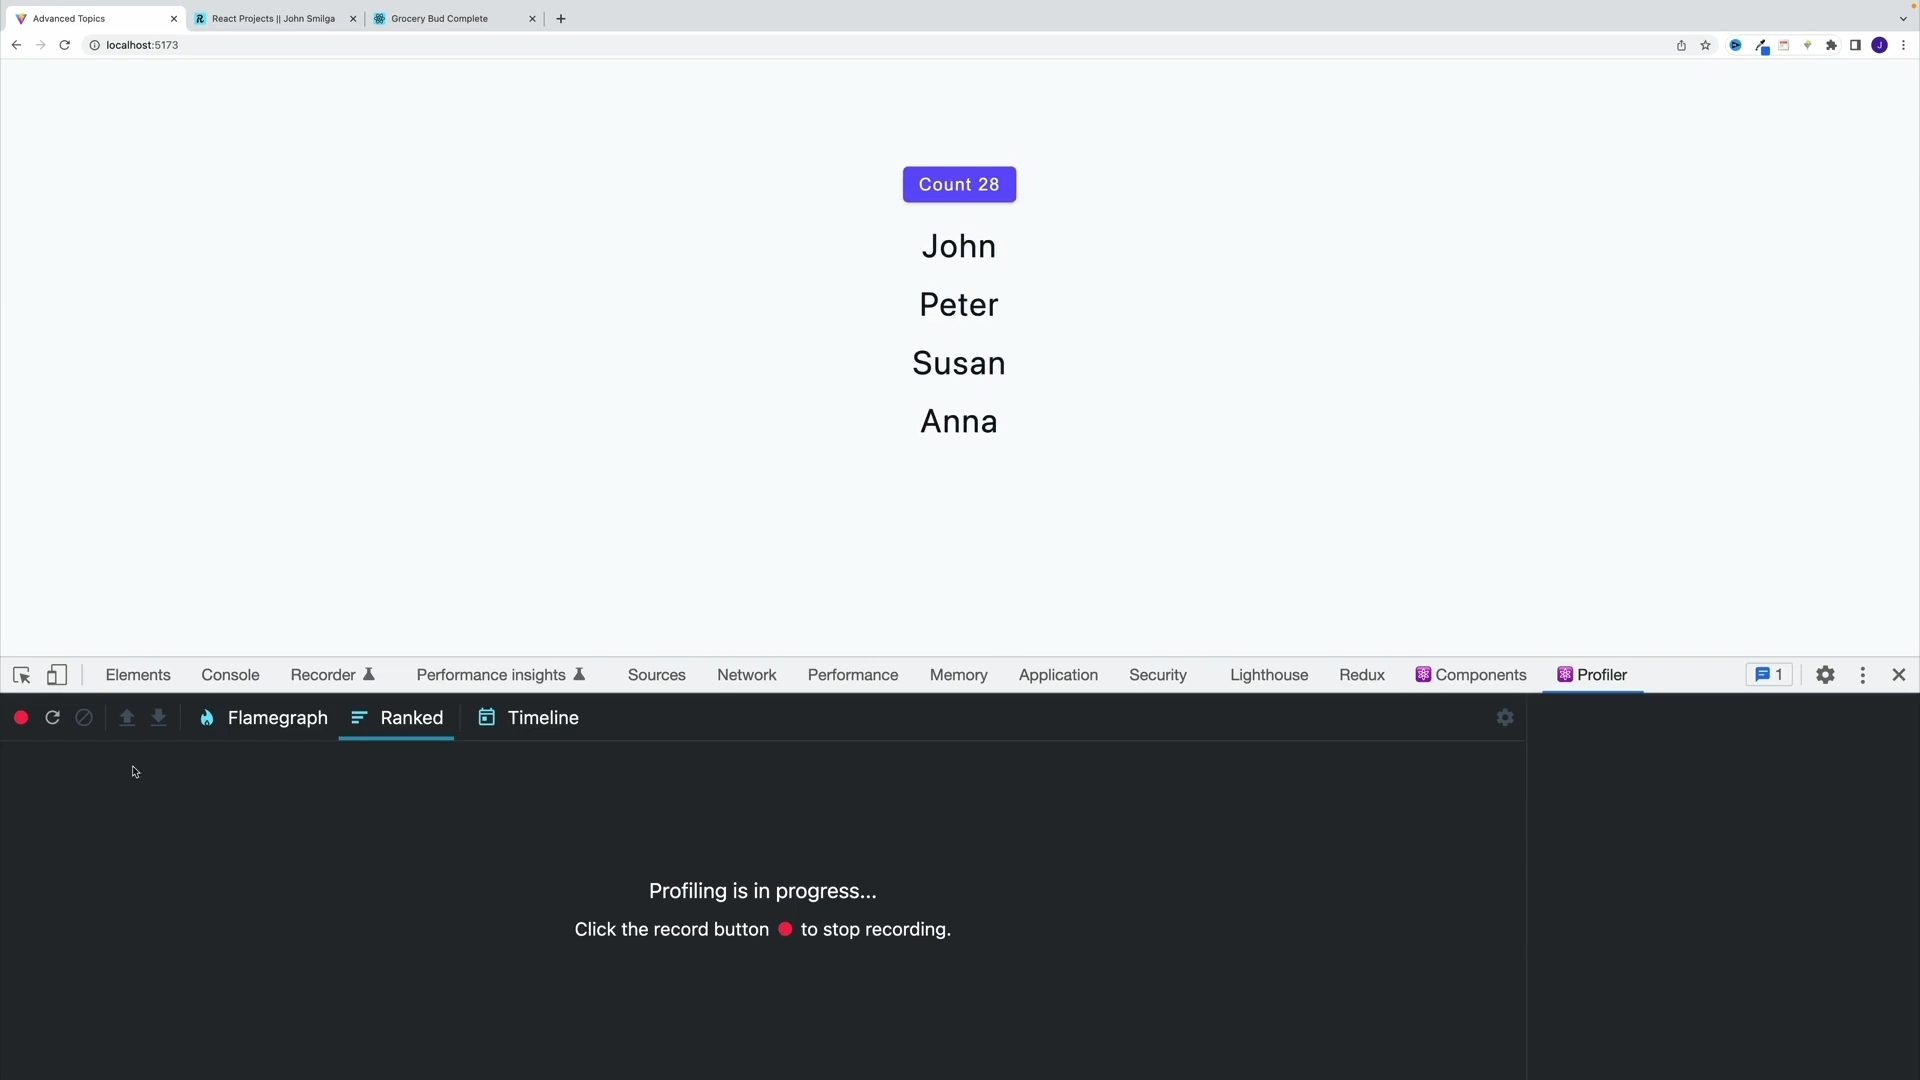 Advanced Topics
React Projects || John Smilga
Grocery Bud Complete
localhost:5173
J
Count 28
John
Peter
Susan
Anna
Elements Console Recorder Performance insights Sources Network Performance Memory Application Security Lighthouse Redux Components Profiler 1
Flamegraph Ranked Timeline
Profiling is in progress...
Click the record button to stop recording.